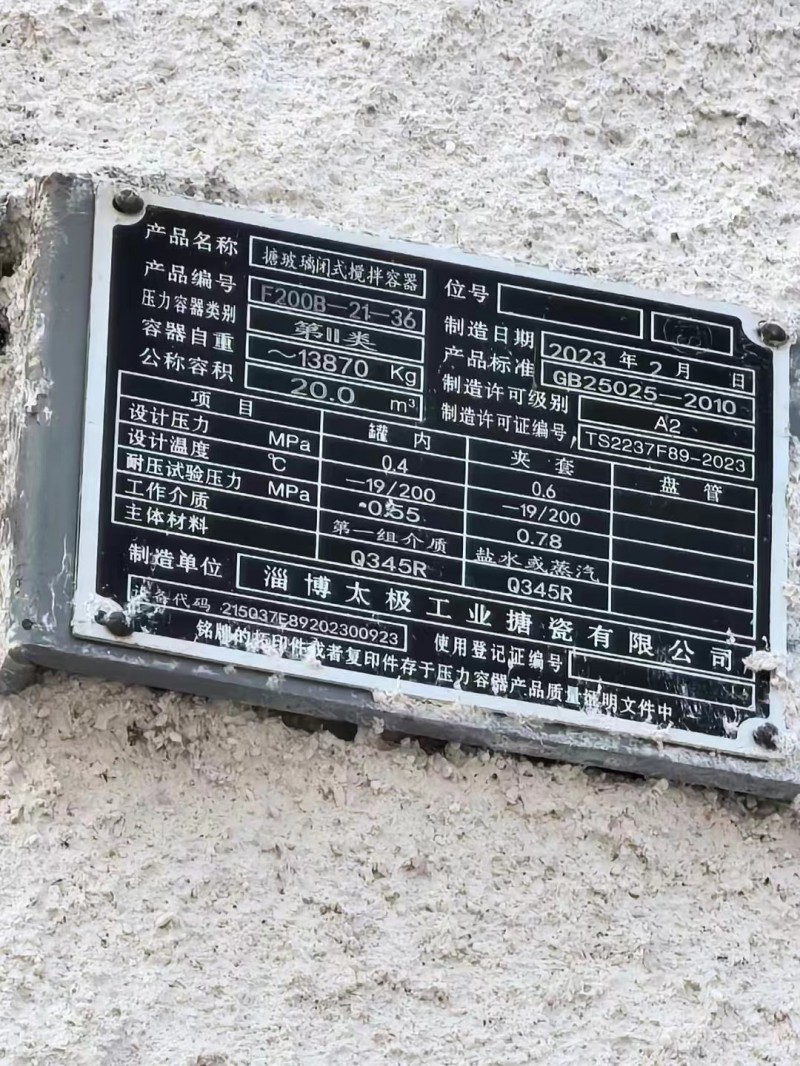 产品名称 搪玻璃闭式搅拌容器 位号
产品编号 F200B-21-36 制造日期 2023 年 2 月 日
压力容器类别 第II类 产品标准 GB25025-2010
容器自重 ～13870 Kg 制造许可级别 A2
公称容积 20.0 m³ 制造许可证编号 TS2237F89-2023
项目 罐内 夹套 盘管
设计压力 MPa 0.4 0.6
设计温度 ℃ -19/200 -19/200
耐压试验压力 MPa 0.55 0.78
工作介质 第一组介质 盐水或蒸汽
主体材料 Q345R Q345R
制造单位 淄博太极工业搪瓷有限公司
设备代码 215037F89202300923 使用登记证编号
铭牌的拓印件或者复印件存于压力容器产品质量证明文件中